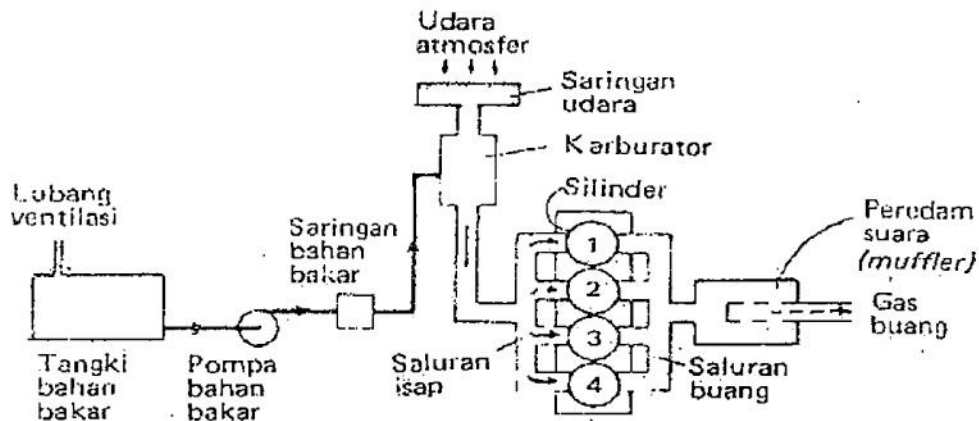 Udara
atmosfer
Saringan
udara
Karburator
Lubang
ventilasi
Silinder
Saringan
bahan
bakar
Peredam
suara
(muffler)
1
2
3
4
Gas
buang
Tangki
bahan
bakar
Pompa
bahan
bakar
Saluran
isap
Saluran
buang